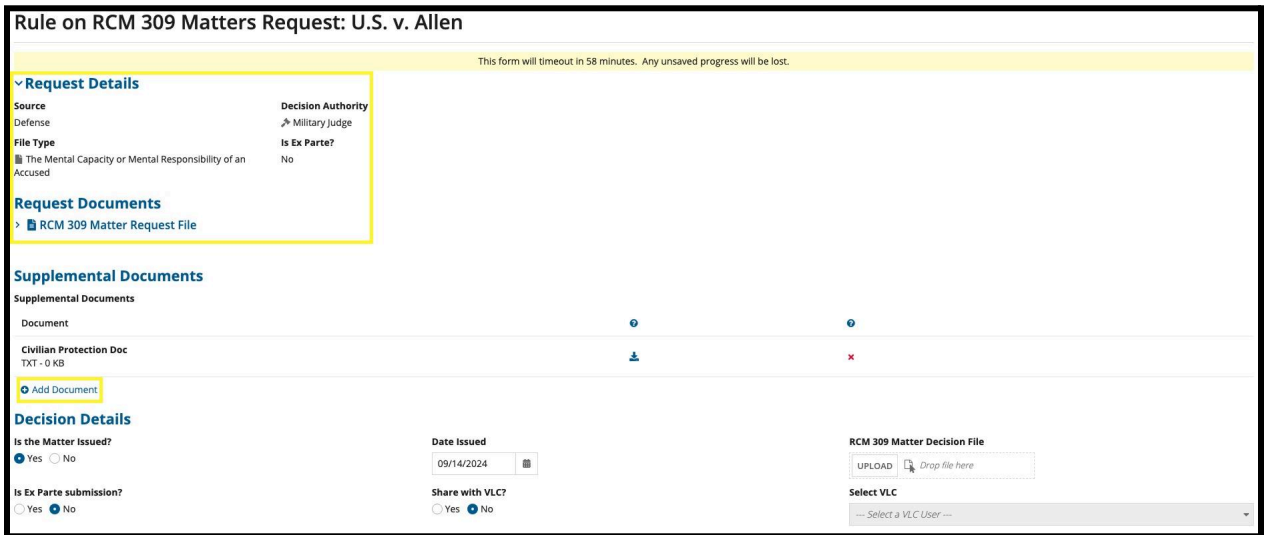 Rule on RCM 309 Matters Request: U.S. v. Allen
This form will timeout in 58 minutes. Any unsaved progress will be lost.
Request Details
Source
Decision Authority
Defense
Military Judge
File Type
Is Ex Parte?
The Mental Capacity or Mental Responsibility of an
No
Accused
Request Documents
RCM 309 Matter Request File
Supplemental Documents
Supplemental Documents
Document
Civilian Protection Doc
TXT - 0 KB
Add Document
Decision Details
Is the Matter Issued?
Date Issued
RCM 309 Matter Decision File
Yes No
09/14/2024
UPLOAD Drop file here
Is Ex Parte submission?
Share with VLC?
Select VLC
Yes No
Yes No
--- Select a VLC User ---